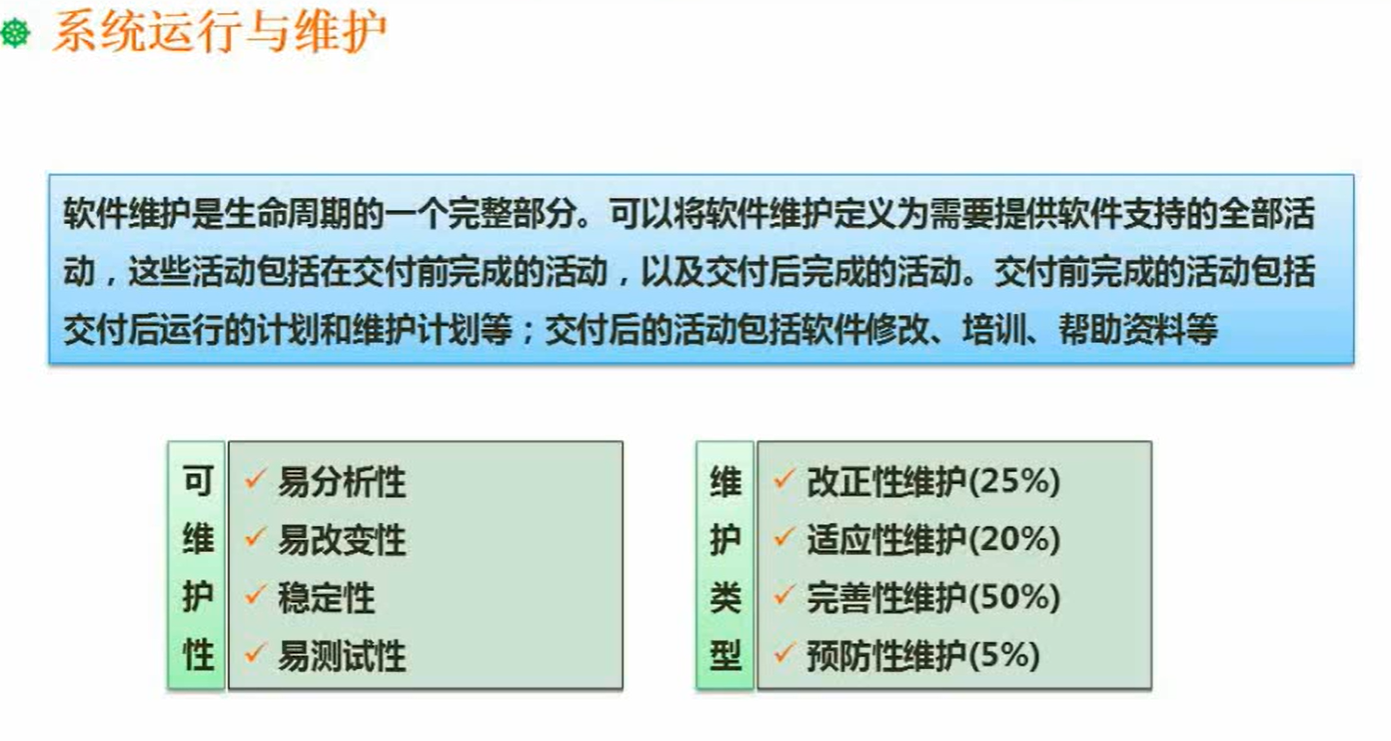 系统运行与维护
软件维护是生命周期的一个完整部分。可以将软件维护定义为需要提供软件支持的全部活
动，这些活动包括在交付前完成的活动，以及交付后完成的活动。交付前完成的活动包括
交付后运行的计划和维护计划等；交付后的活动包括软件修改、培训、帮助资料等
可维护性
易分析性
易改变性
稳定性
易测试性
维护类型
改正性维护(25%)
适应性维护(20%)
完善性维护(50%)
预防性维护(5%)